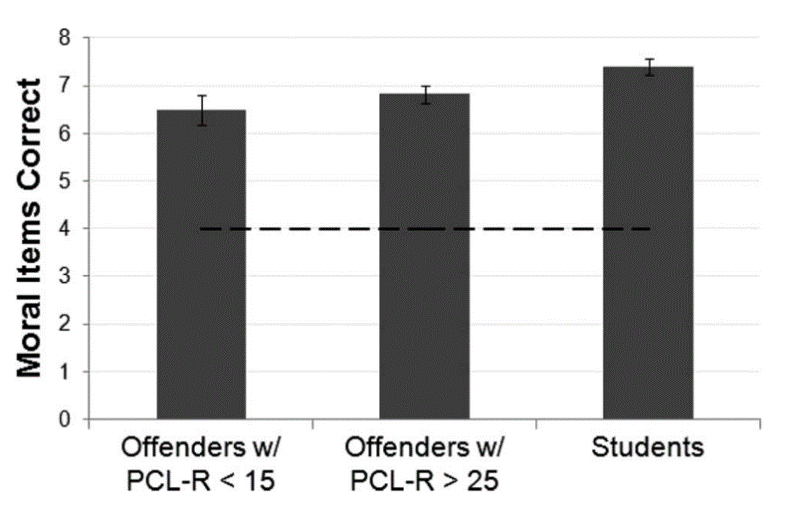 Moral Items Correct
8
7
6
5
4
3
2
1
0
Offenders w/
PCL-R < 15
Offenders w/
PCL-R > 25
Students